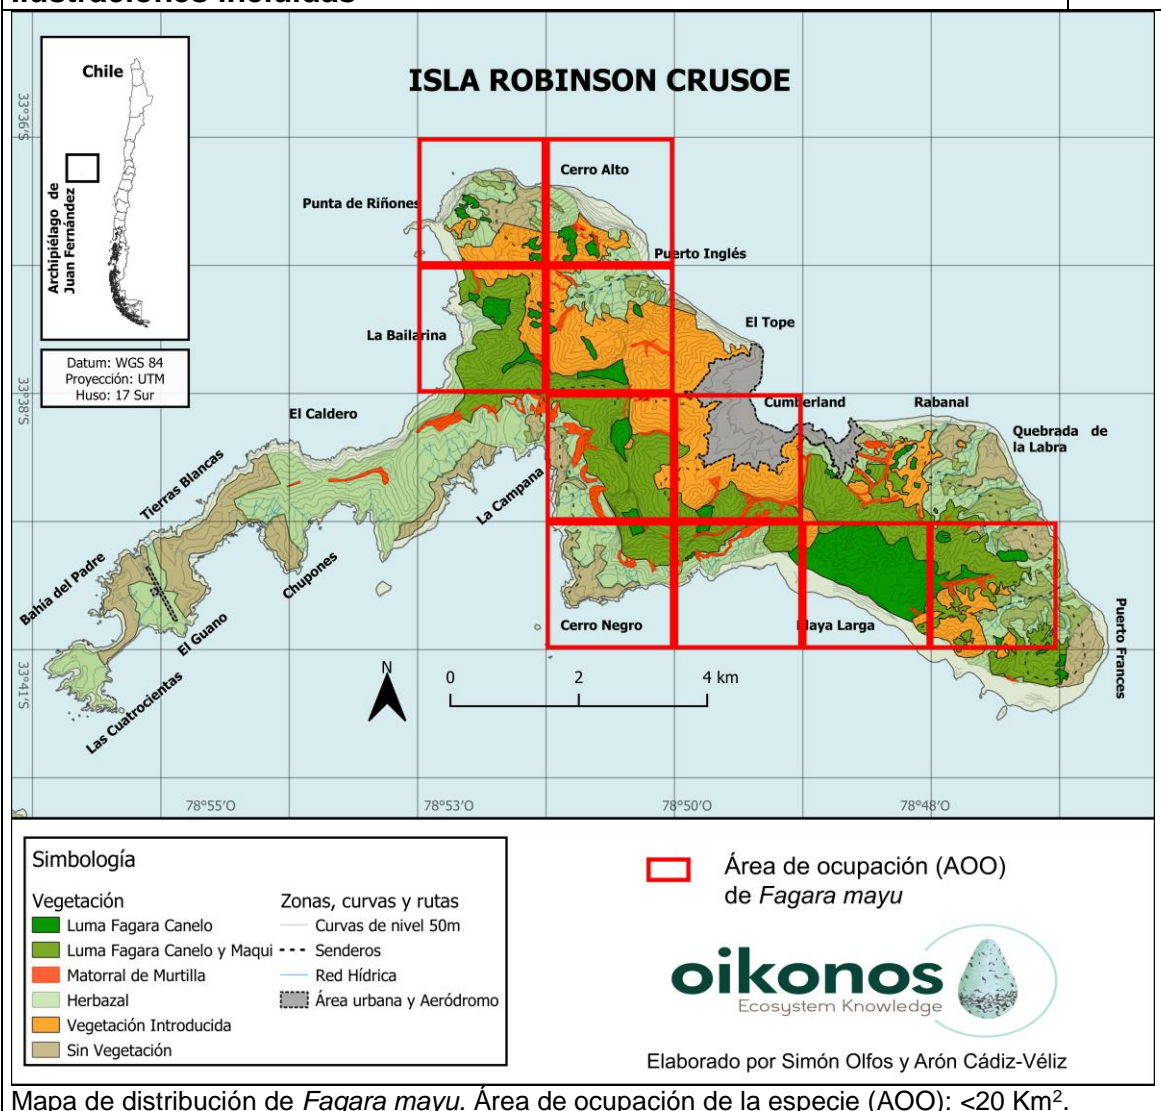 Ilustraciones incluidas
ISLA ROBINSON CRUSOE
Chile
Archipiélago de
Juan Fernández
Datum: WGS 84
Proyección: UTM
Huso: 17 Sur
33°36'S
33°38'S
33°41'S
Cerro Alto
Punta de Riñones
Puerto Inglés
El Tope
La Bailarina
Cumberland
Rabanal
El Caldero
Quebrada de
la Labra
Tierras Blancas
La Campana
Bahía del Padre
Chupones
El Guano
Cerro Negro
Playa Larga
Puerto Frances
Las Cuatrocientas
N
0 2 4 km
78°55'O 78°53'O 78°50'O 78°48'O
Simbología
Vegetación
Luma Fagara Canelo
Luma Fagara Canelo y Maqui
Matorral de Murtilla
Herbazal
Vegetación Introducida
Sin Vegetación
Zonas, curvas y rutas
Curvas de nivel 50m
Senderos
Red Hídrica
Área urbana y Aeródromo
Área de ocupación (AOO)
de Fagara mayu
oikonos
Ecosystem Knowledge
Elaborado por Simón Olfos y Arón Cádiz-Véliz
Mapa de distribución de Fagara mayu. Área de ocupación de la especie (AOO): <20 Km².